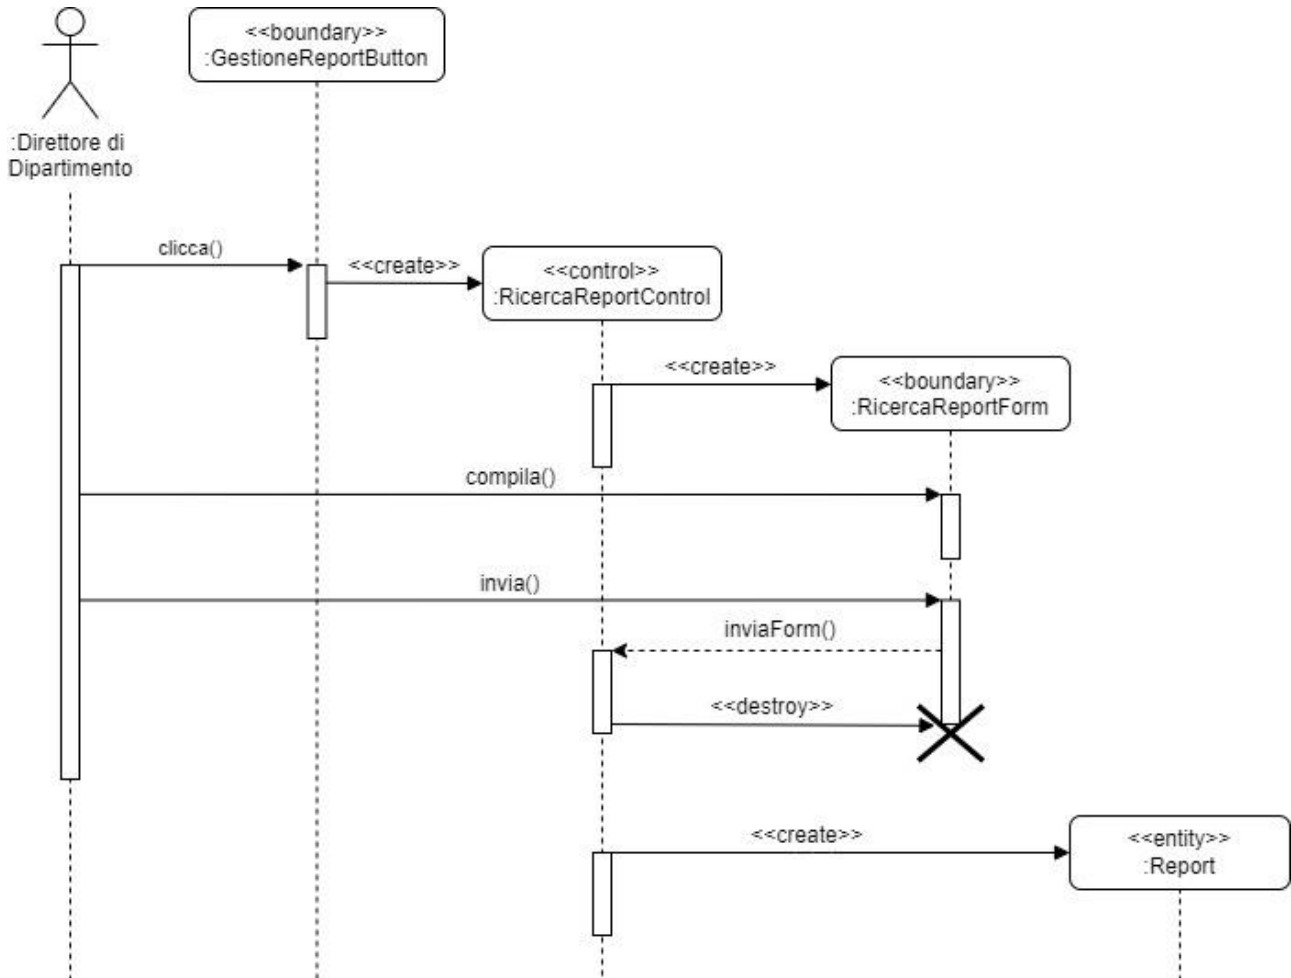 <<boundary>>
:GestioneReportButton
:Direttore di
Dipartimento
clicca()
<<create>>
<<control>>
:RicercaReportControl
<<create>>
<<boundary>>
:RicercaReportForm
compila()
invia()
inviaForm()
<<destroy>>
<<create>>
<<entity>>
:Report